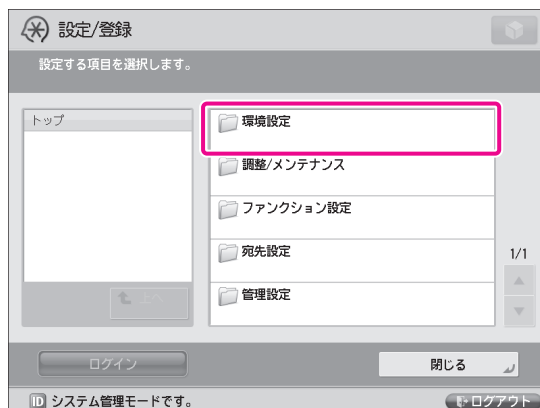 設定/登録
設定する項目を選択します。
トップ
環境設定
調整/メンテナンス
ファンクション設定
宛先設定
1/1
管理設定
上へ
ログイン
閉じる
ID システム管理モードです。
ログアウト